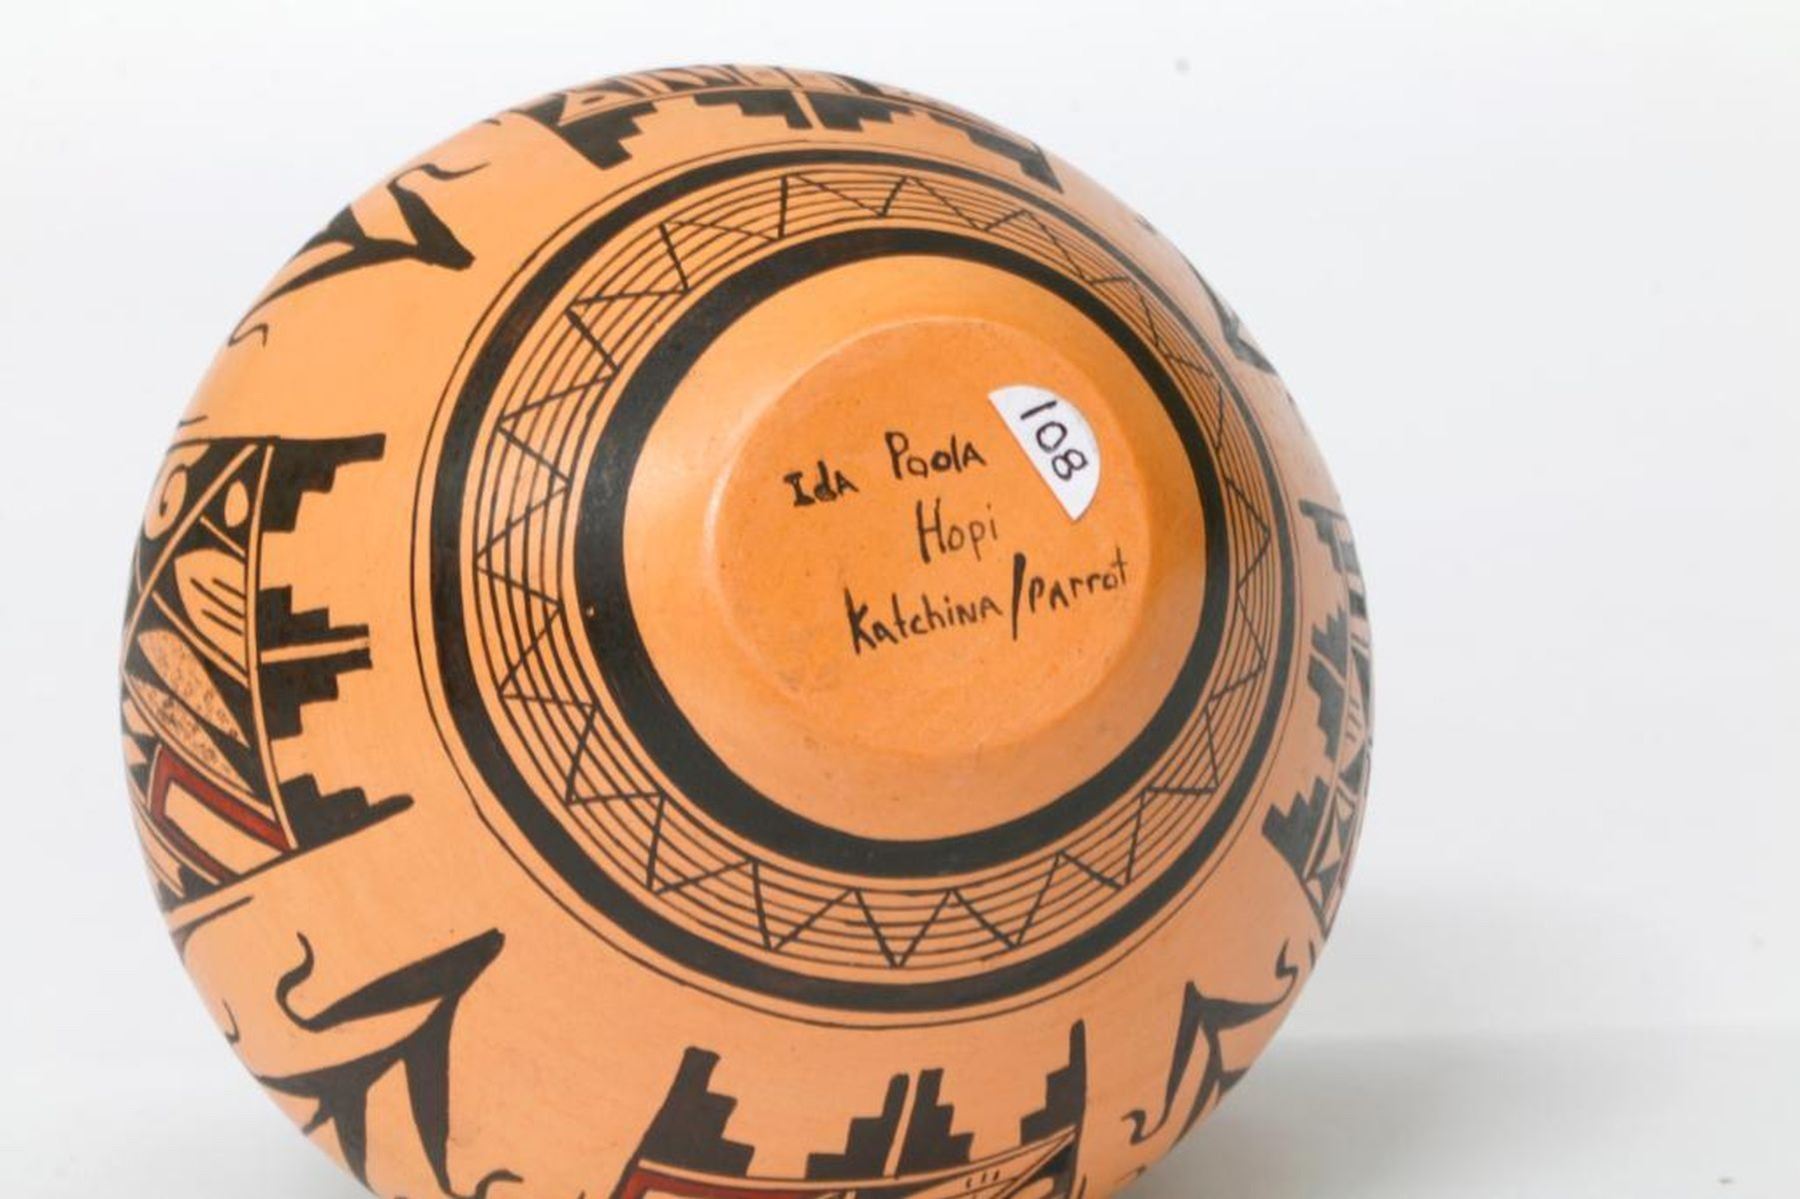 Ida Poola
Hopi
Katchina/Parrot
108